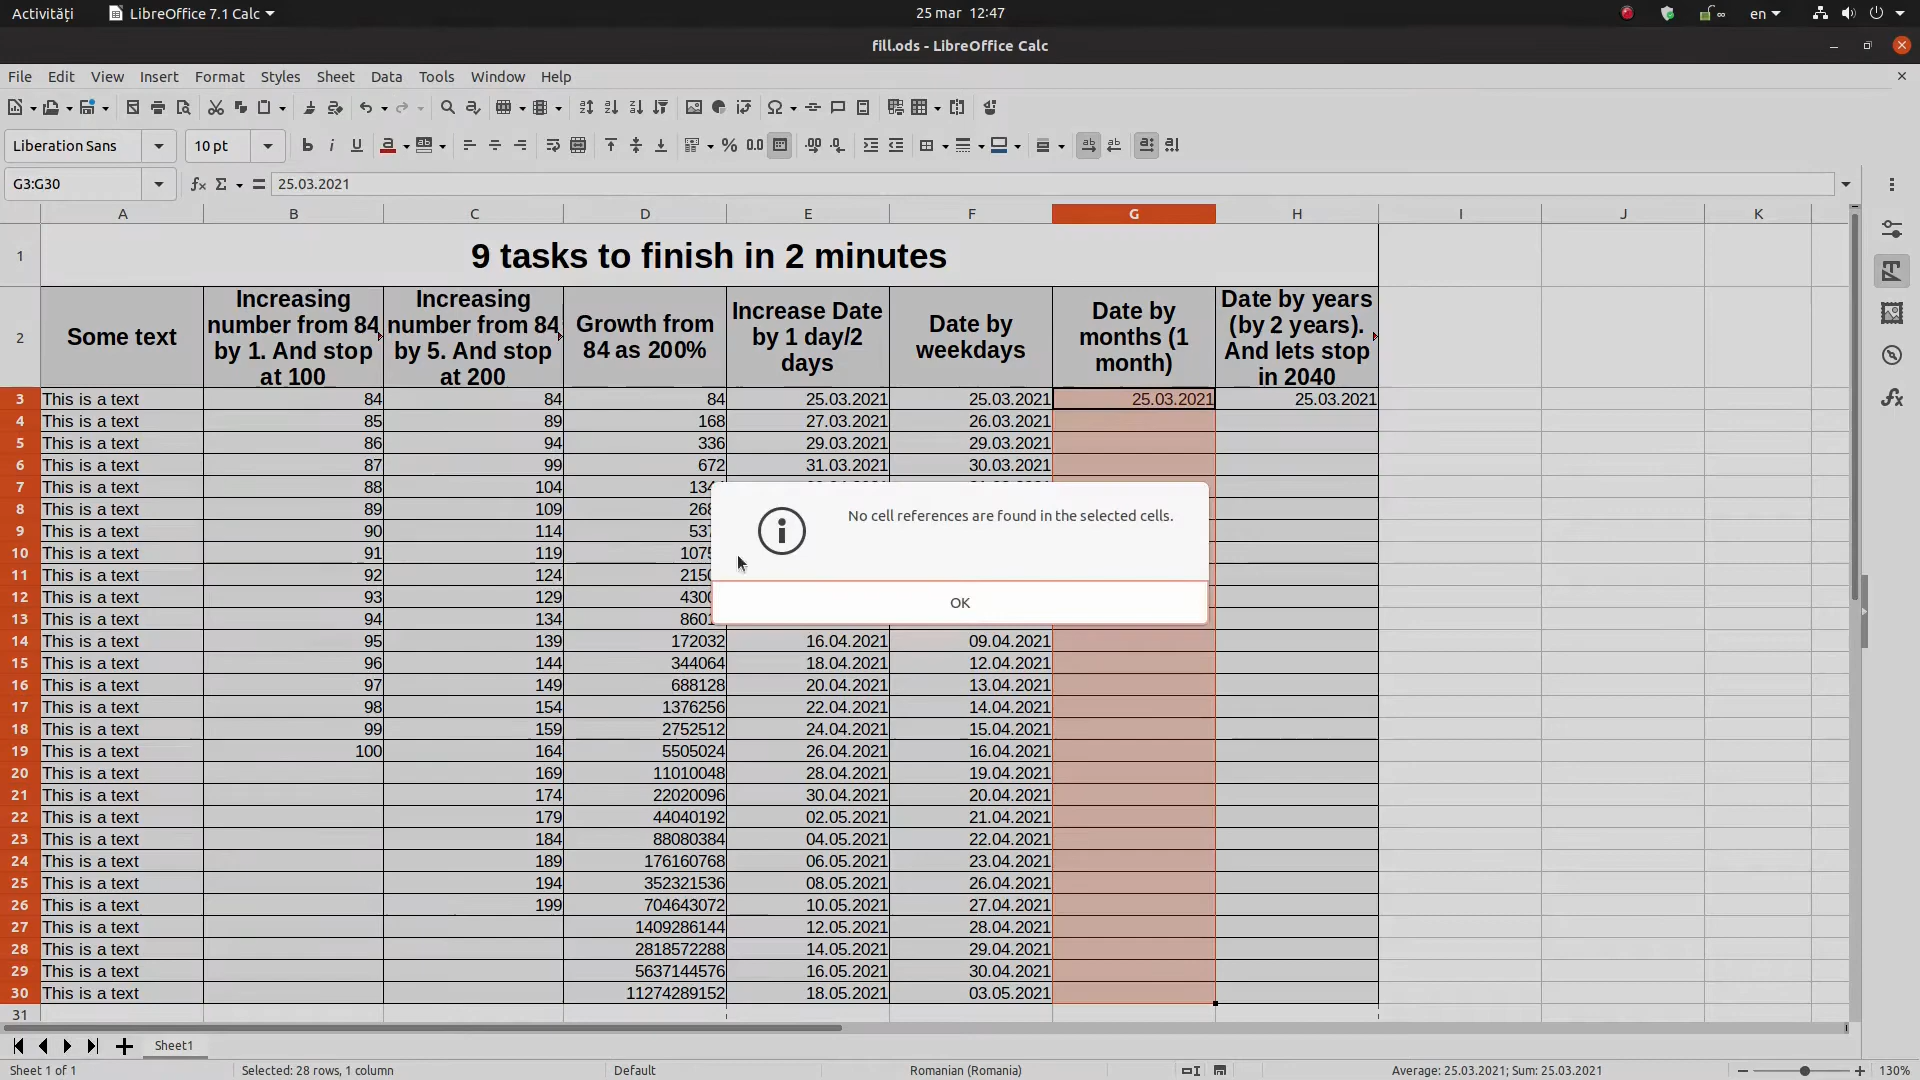 Activități LibreOffice 7.1 Calc 25 mar 12:47 en
fill.ods - LibreOffice Calc
File Edit View Insert Format Styles Sheet Data Tools Window Help
Liberation Sans 10 pt
G3:G30 25.03.2021
A B C D E F G H I J K
1 9 tasks to finish in 2 minutes
2
Some text
Increasing
number from 84
by 1. And stop
at 100
Increasing
number from 84
by 5. And stop
at 200
Growth from
84 as 200%
Increase Date
by 1 day/2
days
Date by
weekdays
Date by
months (1
month)
Date by years
(by 2 years).
And lets stop
in 2040
3 This is a text 84 84 84 25.03.2021 25.03.2021 25.03.2021 25.03.2021
4 This is a text 85 89 168 27.03.2021 26.03.2021
5 This is a text 86 94 336 29.03.2021 29.03.2021
6 This is a text 87 99 672 31.03.2021 30.03.2021
7 This is a text 88 104
8 This is a text 89 109
9 This is a text 90 114
10 This is a text 91 119
11 This is a text 92 124
12 This is a text 93 129
13 This is a text 94 134
No cell references are found in the selected cells.
OK
14 This is a text 95 139 172032 16.04.2021 09.04.2021
15 This is a text 96 144 344064 18.04.2021 12.04.2021
16 This is a text 97 149 688128 20.04.2021 13.04.2021
17 This is a text 98 154 1376256 22.04.2021 14.04.2021
18 This is a text 99 159 2752512 24.04.2021 15.04.2021
19 This is a text 100 164 5505024 26.04.2021 16.04.2021
20 This is a text 169 11010048 28.04.2021 19.04.2021
21 This is a text 174 22020096 30.04.2021 20.04.2021
22 This is a text 179 44040192 02.05.2021 21.04.2021
23 This is a text 184 88080384 04.05.2021 22.04.2021
24 This is a text 189 176160768 06.05.2021 23.04.2021
25 This is a text 194 352321536 08.05.2021 26.04.2021
26 This is a text 199 704643072 10.05.2021 27.04.2021
27 This is a text 1409286144 12.05.2021 28.04.2021
28 This is a text 2818572288 14.05.2021 29.04.2021
29 This is a text 5637144576 16.05.2021 30.04.2021
30 This is a text 11274289152 18.05.2021 03.05.2021
31
Sheet1
Sheet 1 of 1 Selected: 28 rows, 1 column Default Romanian (Romania) Average: 25.03.2021; Sum: 25.03.2021 130%